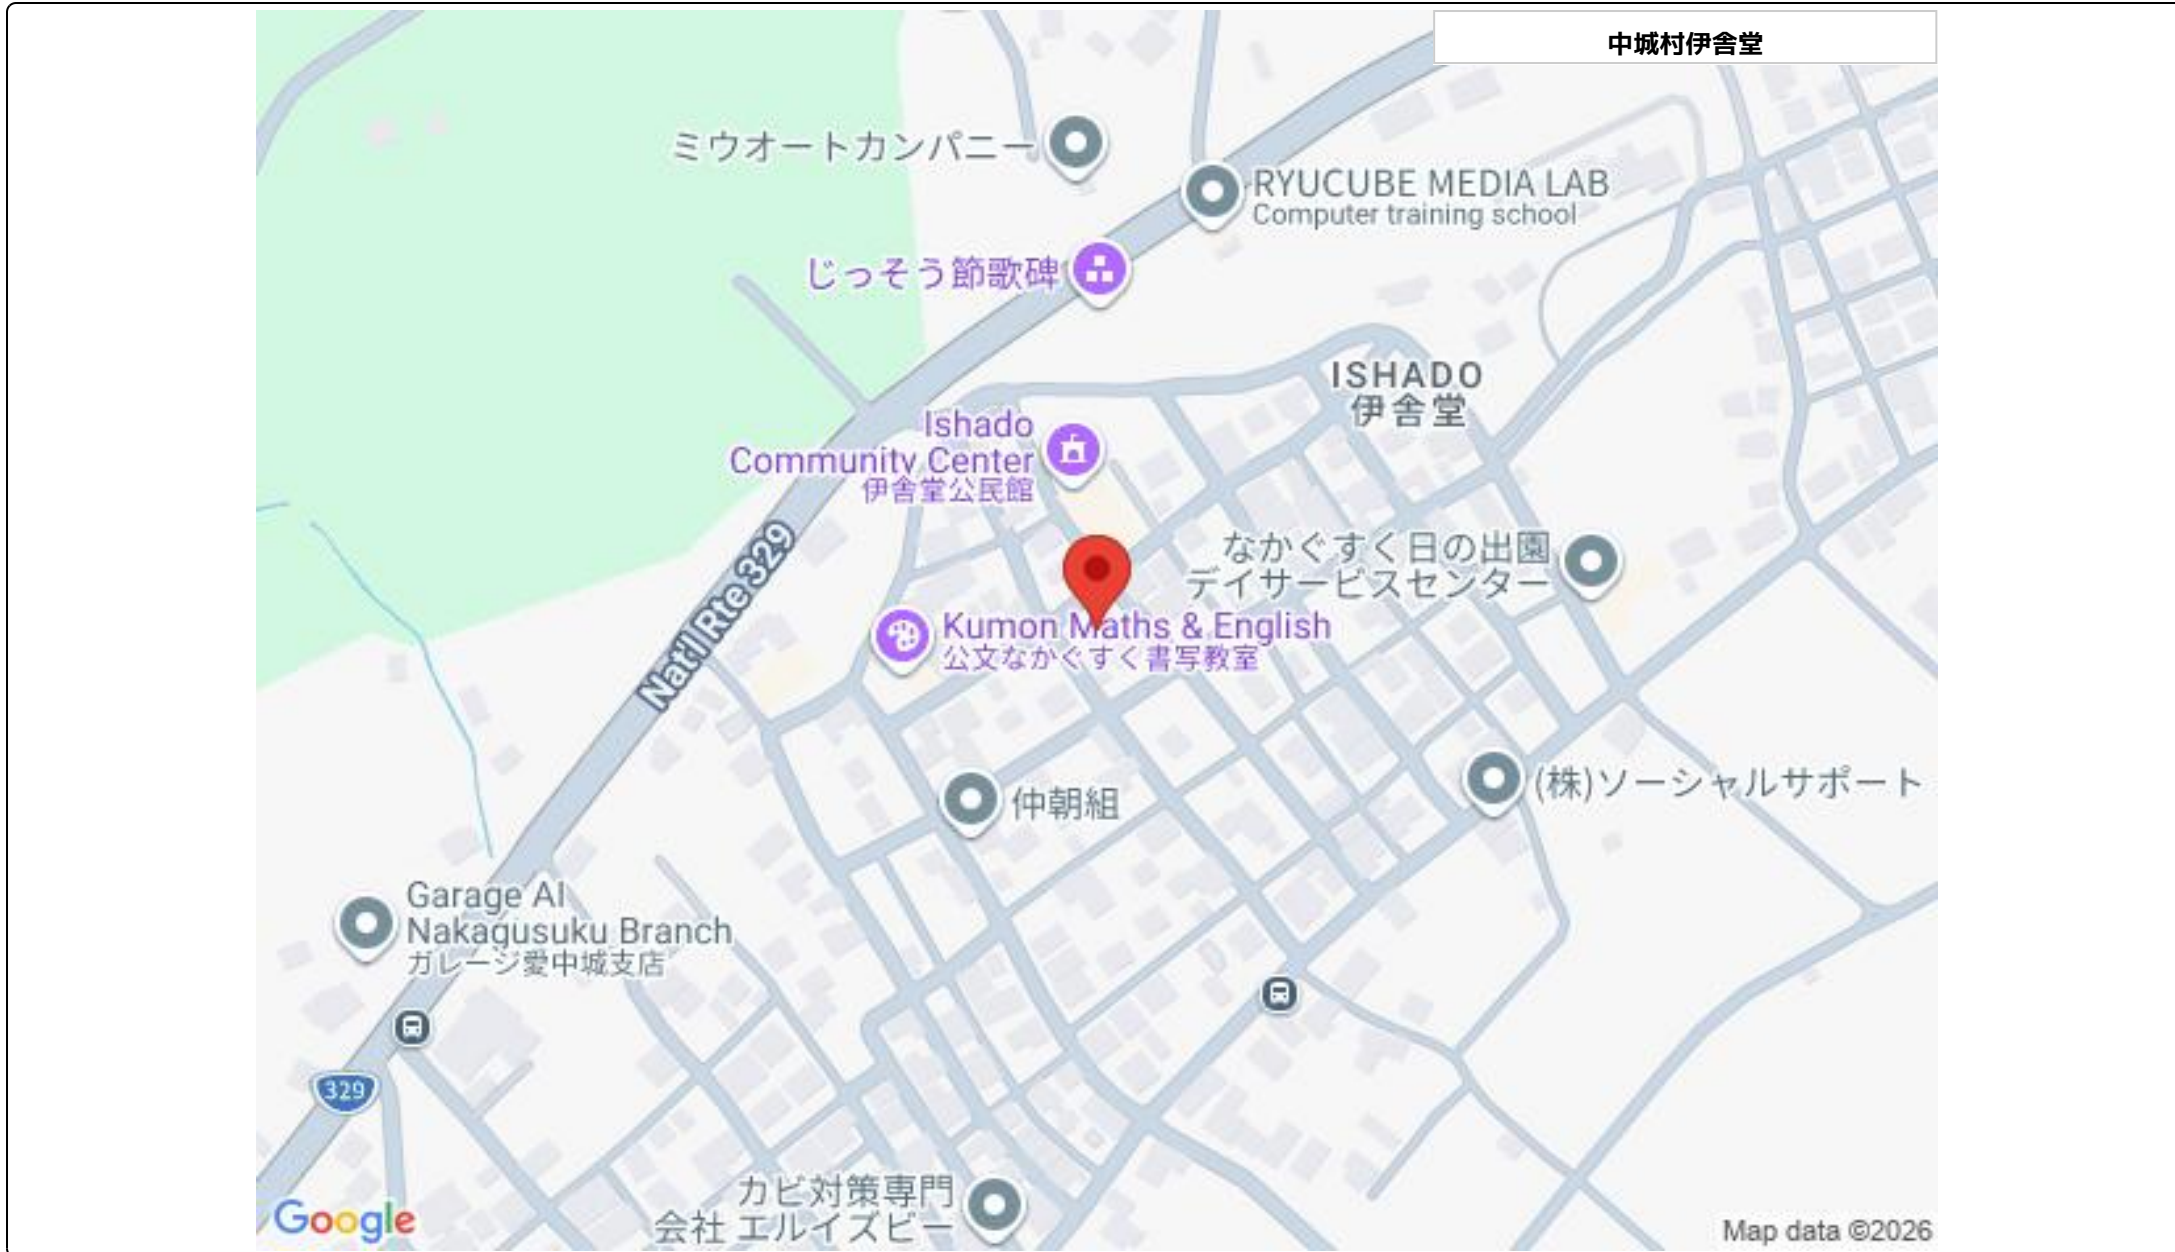 中城村伊舎堂
ミウオートカンパニー
RYUCUBE MEDIA LAB
Computer training school
じっそう節歌碑
ISHADO
伊舎堂
Ishado
Community Center
伊舎堂公民館
なかぐすく日の出園
デイサービスセンター
Nat'l Rte 329
Kumon Maths & English
公文なかぐすく書写教室
(株)ソーシャルサポート
仲朝組
Garage AI
Nakagusuku Branch
ガレージ愛中城支店
329
カビ対策専門
会社 エルイズビー
Google
Map data ©2026